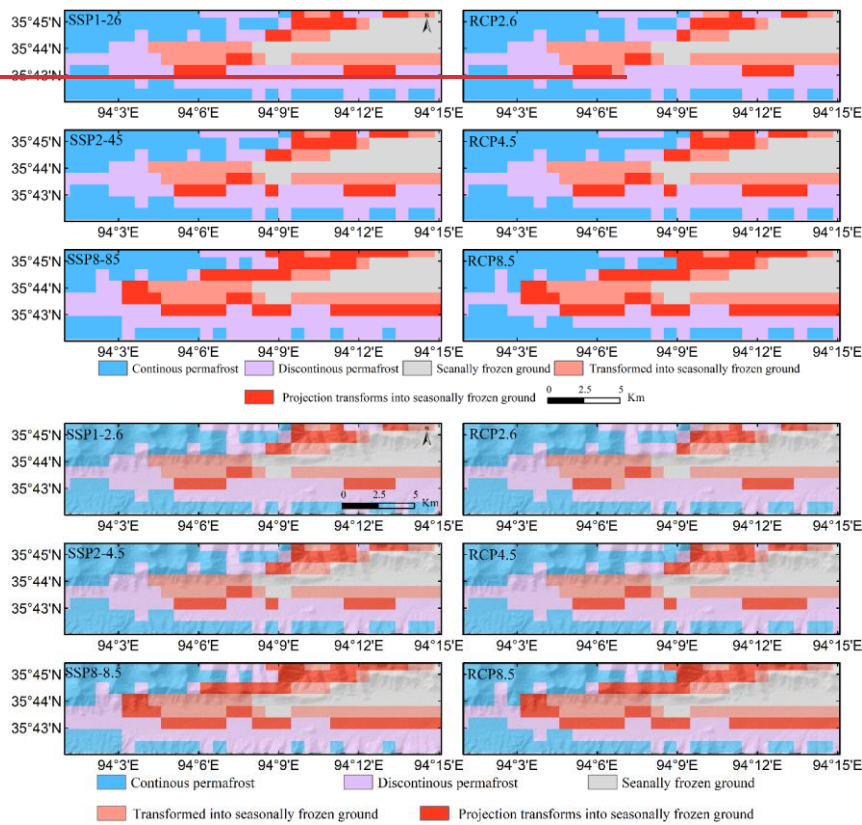 SSP1-26 RCP2.6
N
35°45'N
35°44'N
35°43'N
94°3'E 94°6'E 94°9'E 94°12'E 94°15'E 94°3'E 94°6'E 94°9'E 94°12'E 94°15'E
SSP2-45 RCP4.5
35°45'N
35°44'N
35°43'N
94°3'E 94°6'E 94°9'E 94°12'E 94°15'E 94°3'E 94°6'E 94°9'E 94°12'E 94°15'E
SSP8-85 RCP8.5
35°45'N
35°44'N
35°43'N
94°3'E 94°6'E 94°9'E 94°12'E 94°15'E 94°3'E 94°6'E 94°9'E 94°12'E 94°15'E
Continous permafrost Discontinous permafrost Seanally frozen ground Transformed into seasonally frozen ground
Projection transforms into seasonally frozen ground 0 2.5 5 Km
SSP1-2.6 RCP2.6
N
35°45'N
35°44'N
35°43'N
0 2.5 5 Km
94°3'E 94°6'E 94°9'E 94°12'E 94°15'E 94°3'E 94°6'E 94°9'E 94°12'E 94°15'E
SSP2-4.5 RCP4.5
35°45'N
35°44'N
35°43'N
94°3'E 94°6'E 94°9'E 94°12'E 94°15'E 94°3'E 94°6'E 94°9'E 94°12'E 94°15'E
SSP8-8.5 RCP8.5
35°45'N
35°44'N
35°43'N
94°3'E 94°6'E 94°9'E 94°12'E 94°15'E 94°3'E 94°6'E 94°9'E 94°12'E 94°15'E
Continous permafrost Discontinous permafrost Seanally frozen ground
Transformed into seasonally frozen ground Projection transforms into seasonally frozen ground